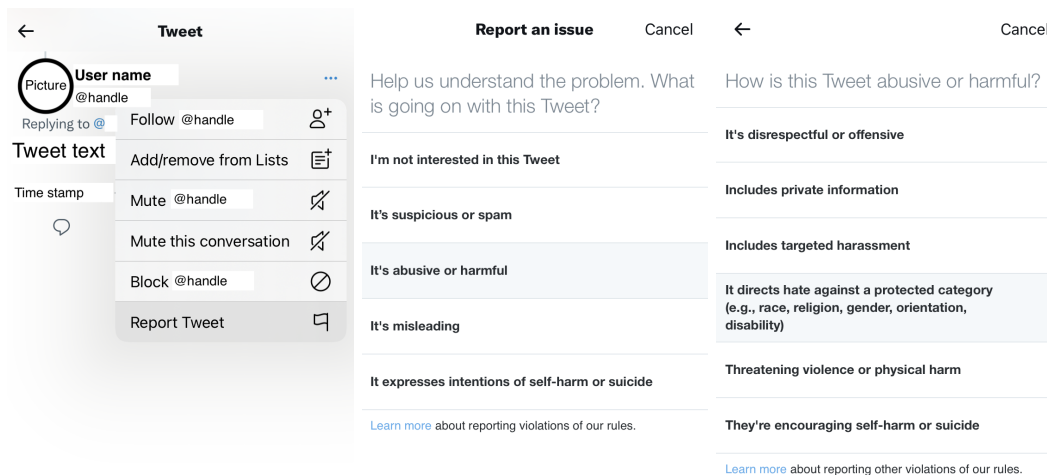 Tweet
Picture
User name
@handle
Replying to @
Tweet text
Time stamp
Follow @handle
Add/remove from Lists
Mute @handle
Mute this conversation
Block @handle
Report Tweet
Report an issue
Cancel
Help us understand the problem. What
is going on with this Tweet?
I'm not interested in this Tweet
It's suspicious or spam
It's abusive or harmful
It's misleading
It expresses intentions of self-harm or suicide
Learn more about reporting violations of our rules.
Cancel
How is this Tweet abusive or harmful?
It's disrespectful or offensive
Includes private information
Includes targeted harassment
It directs hate against a protected category
(e.g., race, religion, gender, orientation,
disability)
Threatening violence or physical harm
They're encouraging self-harm or suicide
Learn more about reporting other violations of our rules.